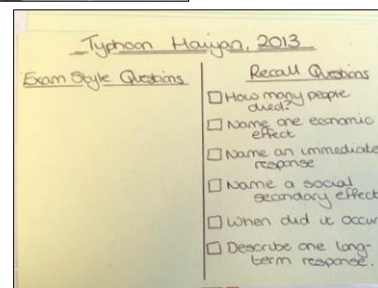 Typhoon Haiyan, 2013
Exam Style Questions
Recall Questions
How many people
died?
Name one economic
effect
Name an immediate
response
Name a social
secondary effect
When did it occur
Describe one long-
term response.